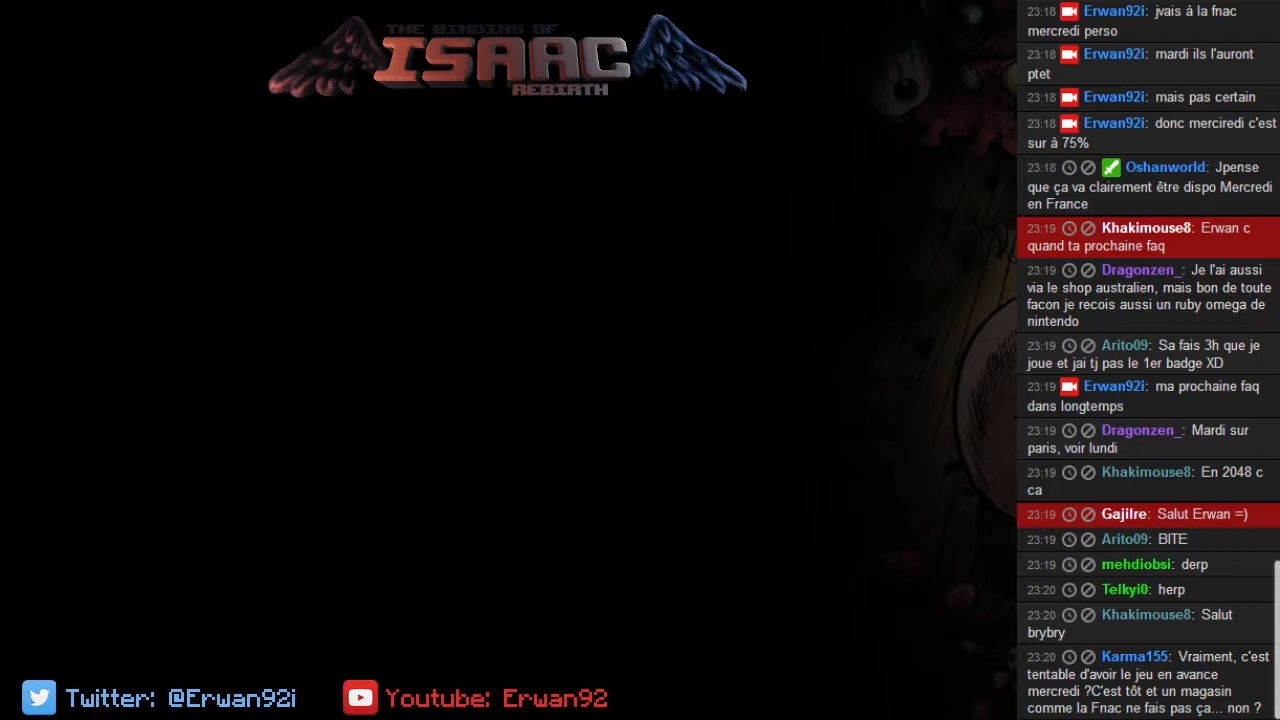 THE BINDING OF
ISAAC
REBIRTH
23:18 Erwan92i: jvais à la fnac
mercredi perso
23:18 Erwan92i: mardi ils l'auront
ptet
23:18 Erwan92i: mais pas certain
23:18 Erwan92i: donc merciredi c'est
sur à 75%
23:18 Oshanworld: Jpense
que ça va clairement être dispo Mercredi
en France
23:19 Khakimouse8: Erwan c
quand ta prochaine faq
23:19 Dragonzen_: Je l'ai aussi
via le shop australien, mais bon de toute
facon je recois aussi un ruby omega de
nintendo
23:19 Arito09: Sa fais 3h que je
joue et jai tj pas le 1er badge XD
23:19 Erwan92i: ma prochaine faq
dans longtemps
23:19 Dragonzen_: Mardi sur
paris, voir lundi
23:19 Khakimouse8: En 2048 c
ca
23:19 Gajilre: Salut Erwan =)
23:19 Arito09: BITE
23:19 mehdiobsi: derp
23:20 Telkyi0: herp
23:20 Khakimouse8: Salut
brybry
23:20 Karma155: Vraiment, c'est
tentable d'avoir le jeu en avance
mercredi ?C'est tôt et un magasin
comme la Fnac ne fais pas ça... non ?
Twitter: @Erwan92i
Youtube: Erwan92